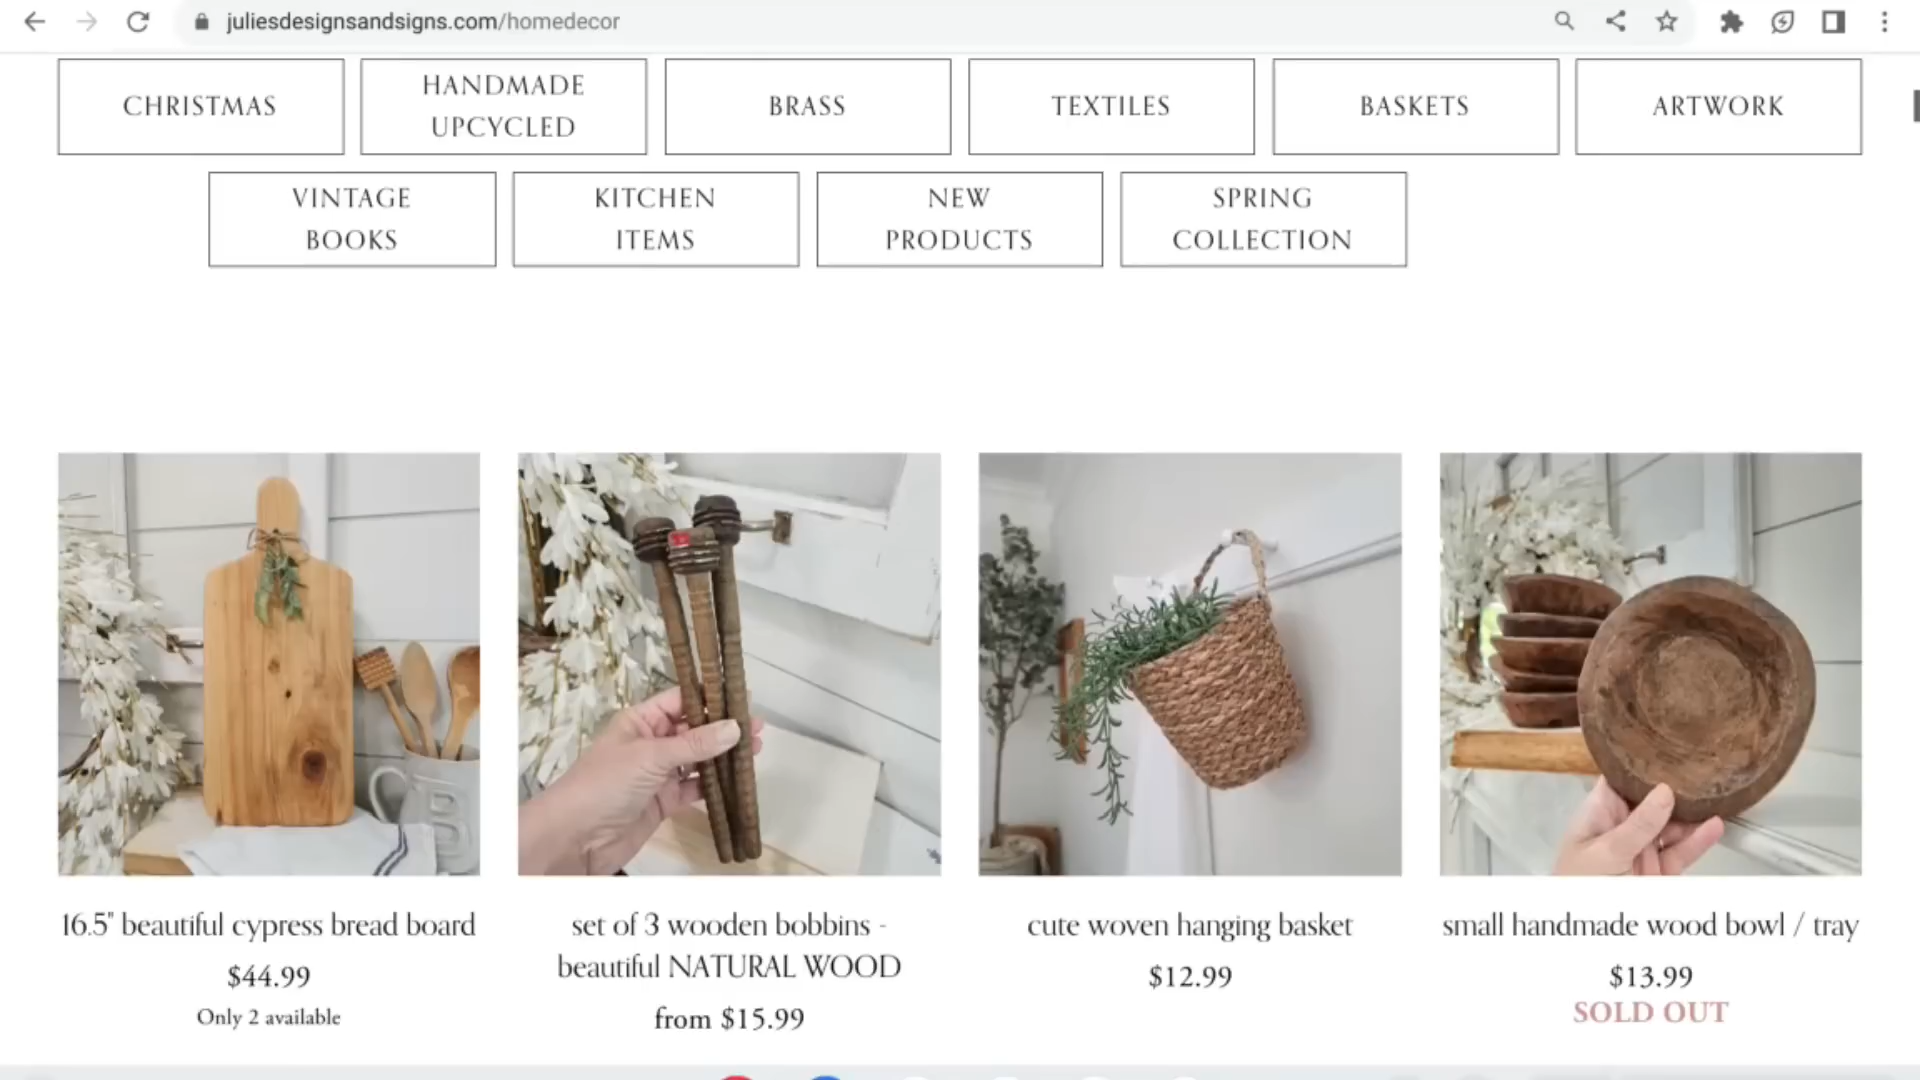 juliesdesignsandsigns.com/homedecor
CHRISTMAS
HANDMADE
UPCYCLED
BRASS
TEXTILES
BASKETS
ARTWORK
VINTAGE
BOOKS
KITCHEN
ITEMS
NEW
PRODUCTS
SPRING
COLLECTION
B
16.5" beautiful cypress bread board
$44.99
Only 2 available
set of 3 wooden bobbins -
beautiful NATURAL WOOD
from $15.99
cute woven hanging basket
$12.99
small handmade wood bowl / tray
$13.99
SOLD OUT